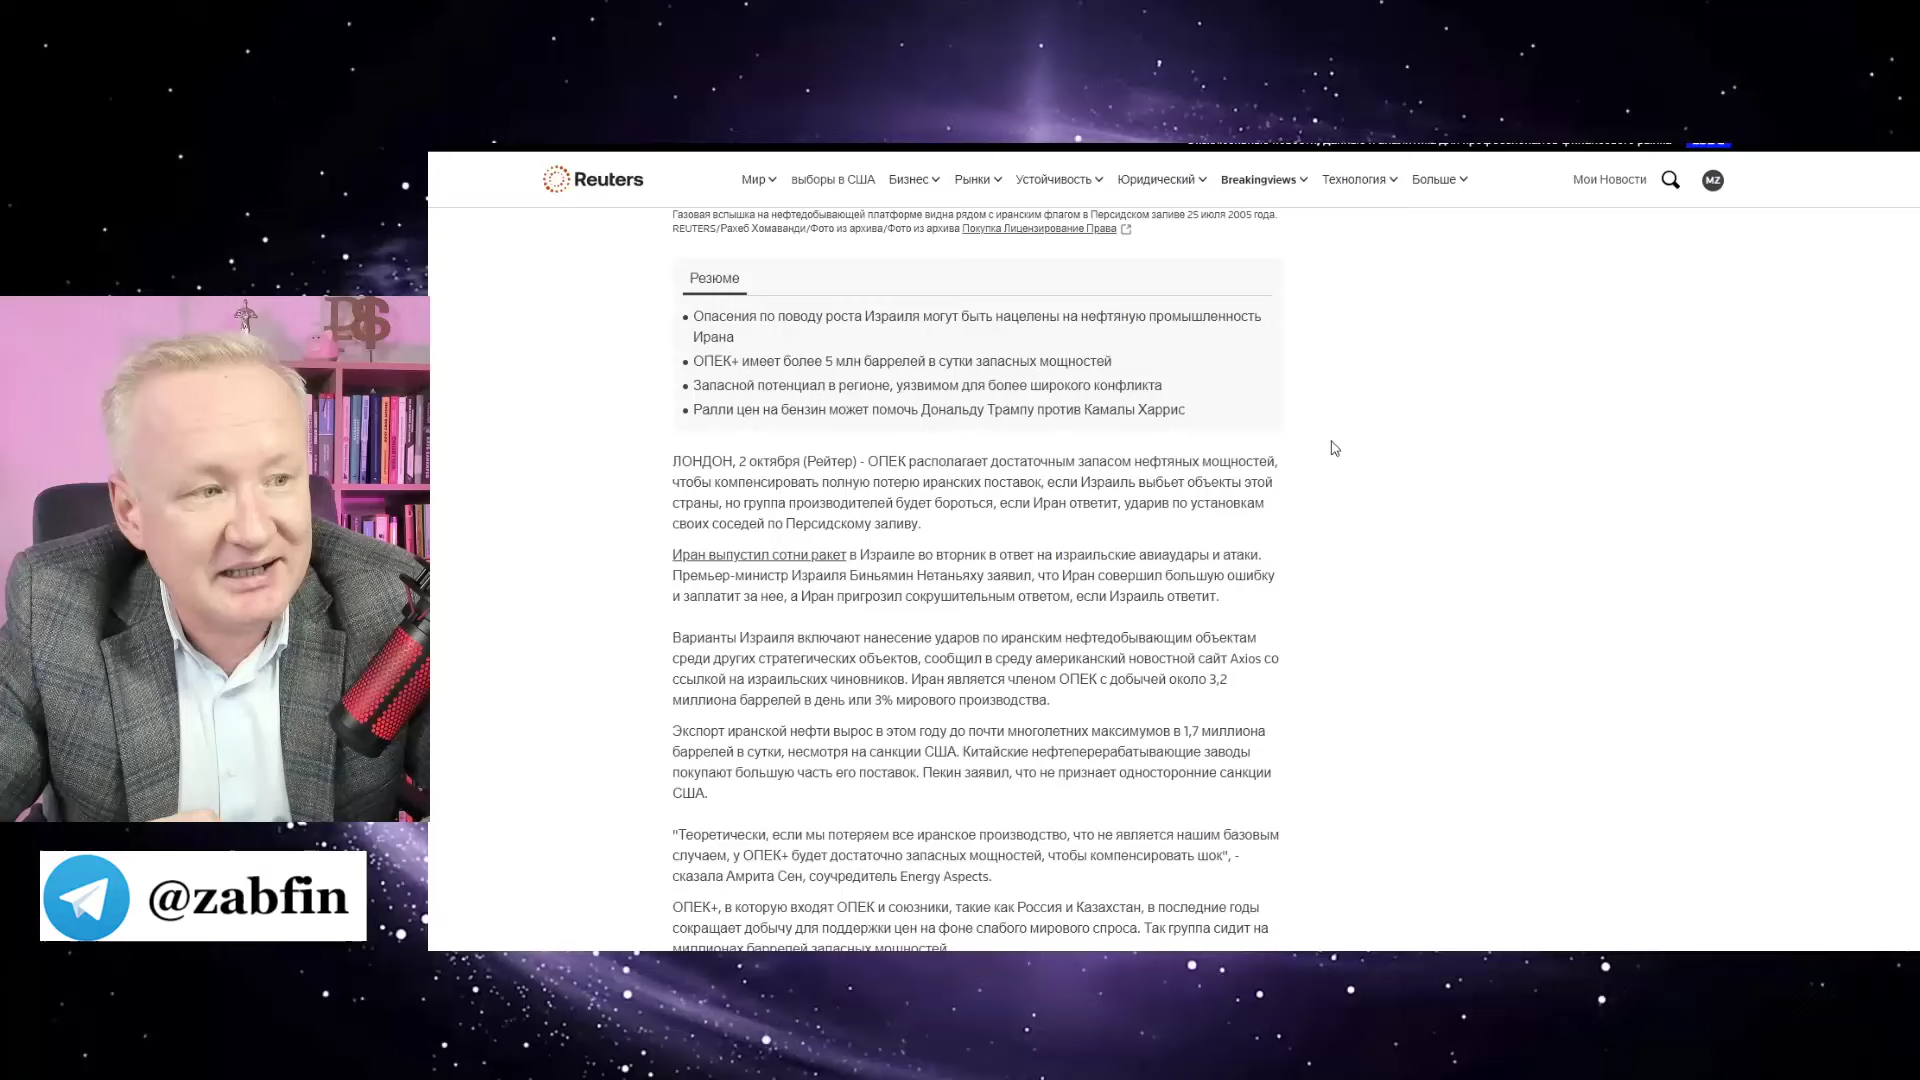 Reuters
Мир
выборы в США
Бизнес
Рынки
Устойчивость
Юридический
Breakingviews
Технология
Больше
Мои Новости
MZ
Газовая вспышка на нефтедобывающей платформе видна рядом с иранским флагом в Персидском заливе 25 июля 2005 года.
REUTERS/Рахеб Хомаванди/Фото из архива/Фото из архива Покупка Лицензирование Права
Резюме
Опасения по поводу роста Израиля могут быть нацелены на нефтяную промышленность
Ирана
ОПЕК+ имеет более 5 млн баррелей в сутки запасных мощностей
Запасной потенциал в регионе, уязвимом для более широкого конфликта
Ралли цен на бензин может помочь Дональду Трампу против Камалы Харрис
ЛОНДОН, 2 октября (Рейтер) - ОПЕК располагает достаточным запасом нефтяных мощностей,
чтобы компенсировать полную потерю иранских поставок, если Израиль выбьет объекты этой
страны, но группа производителей будет бороться, если Иран ответит, ударив по установкам
своих соседей по Персидскому заливу.
Иран выпустил сотни ракет в Израиле во вторник в ответ на израильские авиаудары и атаки.
Премьер-министр Израиля Биньямин Нетаньяху заявил, что Иран совершил большую ошибку
и заплатит за нее, а Иран пригрозил сокрушительным ответом, если Израиль ответит.
Варианты Израиля включают нанесение ударов по иранским нефтедобывающим объектам
среди других стратегических объектов, сообщил в среду американский новостной сайт Axios со
ссылкой на израильских чиновников. Иран является членом ОПЕК с добычей около 3,2
миллиона баррелей в день или 3% мирового производства.
Экспорт иранской нефти вырос в этом году до почти многолетних максимумов в 1,7 миллиона
баррелей в сутки, несмотря на санкции США. Китайские нефтеперерабатывающие заводы
покупают большую часть его поставок. Пекин заявил, что не признает односторонние санкции
США.
"Теоретически, если мы потеряем все иранское производство, что не является нашим базовым
случаем, у ОПЕК+ будет достаточно запасных мощностей, чтобы компенсировать шок", -
сказала Амрита Сен, соучредитель Energy Aspects.
ОПЕК+, в которую входят ОПЕК и союзники, такие как Россия и Казахстан, в последние годы
сокращает добычу для поддержки цен на фоне слабого мирового спроса. Так группа сидит на
миллионах баррелей запасных мощностей.
@zabfin